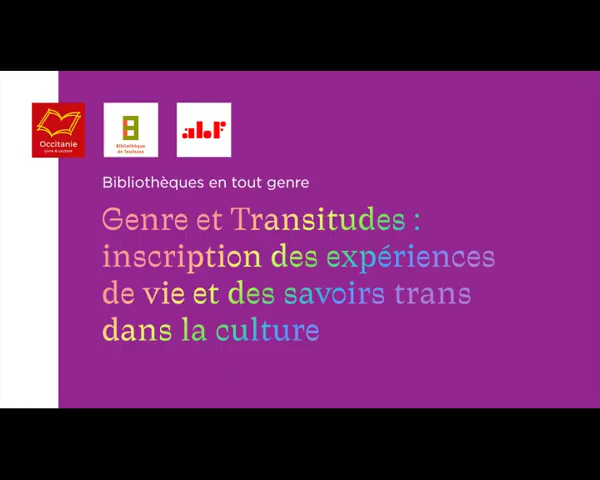 Occitanie
Livre & Lecture
Bibliothèque
de Toulouse
abf
Bibliothèques en tout genre
Genre et Transitudes :
inscription des expériences
de vie et des savoirs trans
dans la culture